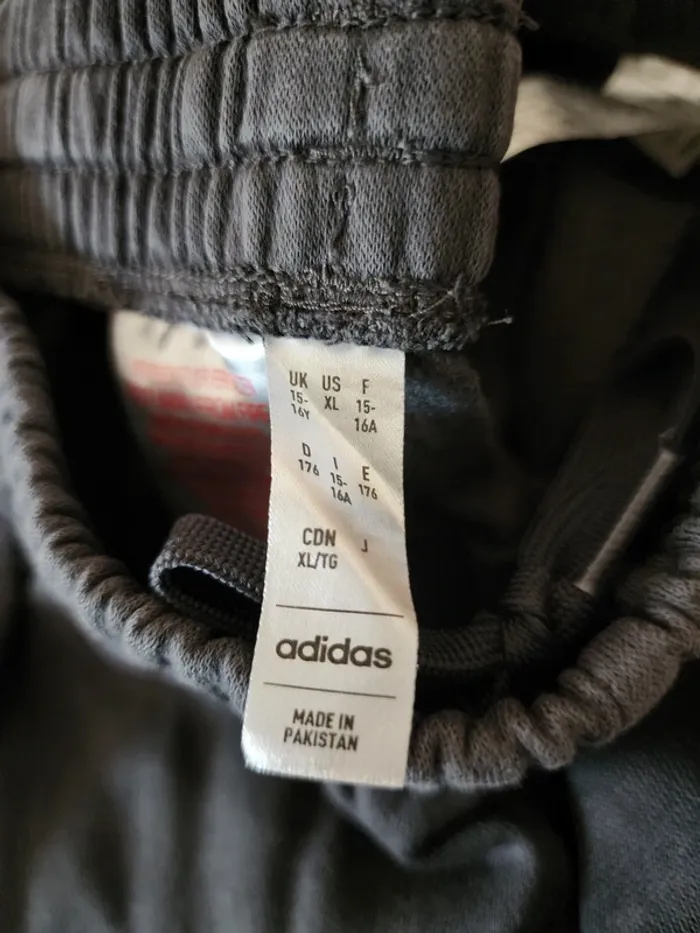 UK US F
15- XL 15-
16Y 16A
D I E
176 15- 176
16A
CDN J
XL/TG
adidas
MADE IN
PAKISTAN